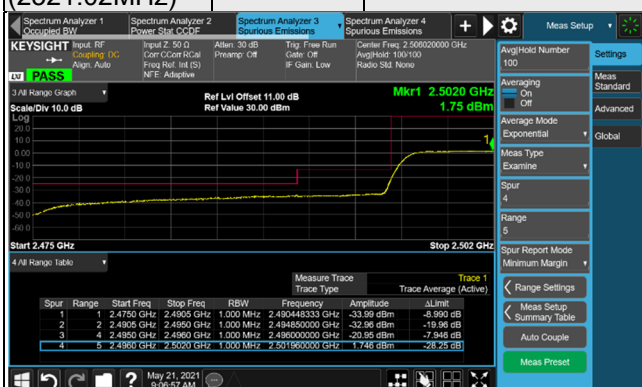 (2521.02MHz)
Spectrum Analyzer 1
Occupied BW
Spectrum Analyzer 2
Power Stat CCDF
Spectrum Analyzer 3
Spurious Emissions
Spectrum Analyzer 4
Spurious Emissions
Meas Setup
KEYSIGHT
Input: RF
Coupling: DC
Align: Auto
Input Z: 50 Ω
Corr CCorr RCal
Freq Ref: Int (S)
NFE: Adaptive
Atten: 30 dB
Preamp: Off
Trig: Free Run
Gate: Off
IF Gain: Low
Center Freq: 2.506020000 GHz
Avg|Hold: 100/100
Radio Std: None
LXI PASS
3 All Range Graph
Scale/Div 10.0 dB
Ref Lvl Offset 11.00 dB
Ref Value 30.00 dBm
Mkr1 2.5020 GHz
1.75 dBm
Log
20.0
10.0
0.00
-10.0
-20.0
-30.0
-40.0
-50.0
-60.0
1
Start 2.475 GHz
Stop 2.502 GHz
4 All Range Table
Measure Trace Trace 1
Trace Type Trace Average (Active)
Spur Range Start Freq Stop Freq RBW Frequency Amplitude ΔLimit
1 1 2.4750 GHz 2.4905 GHz 1.000 MHz 2.490448333 GHz -33.99 dBm -8.990 dB
2 2 2.4905 GHz 2.4950 GHz 1.000 MHz 2.494850000 GHz -32.96 dBm -19.96 dB
3 4 2.4950 GHz 2.4960 GHz 1.000 MHz 2.496000000 GHz -20.95 dBm -7.946 dB
4 5 2.4960 GHz 2.5020 GHz 1.000 MHz 2.501960000 GHz 1.746 dBm -28.25 dB
Avg|Hold Number
100
Averaging
On
Off
Average Mode
Exponential
Meas Type
Examine
Spur
4
Range
5
Spur Report Mode
Minimum Margin
Range Settings
Meas Setup
Summary Table
Auto Couple
Meas Preset
Settings
Meas
Standard
Advanced
Global
May 21, 2021
9:06:57 AM